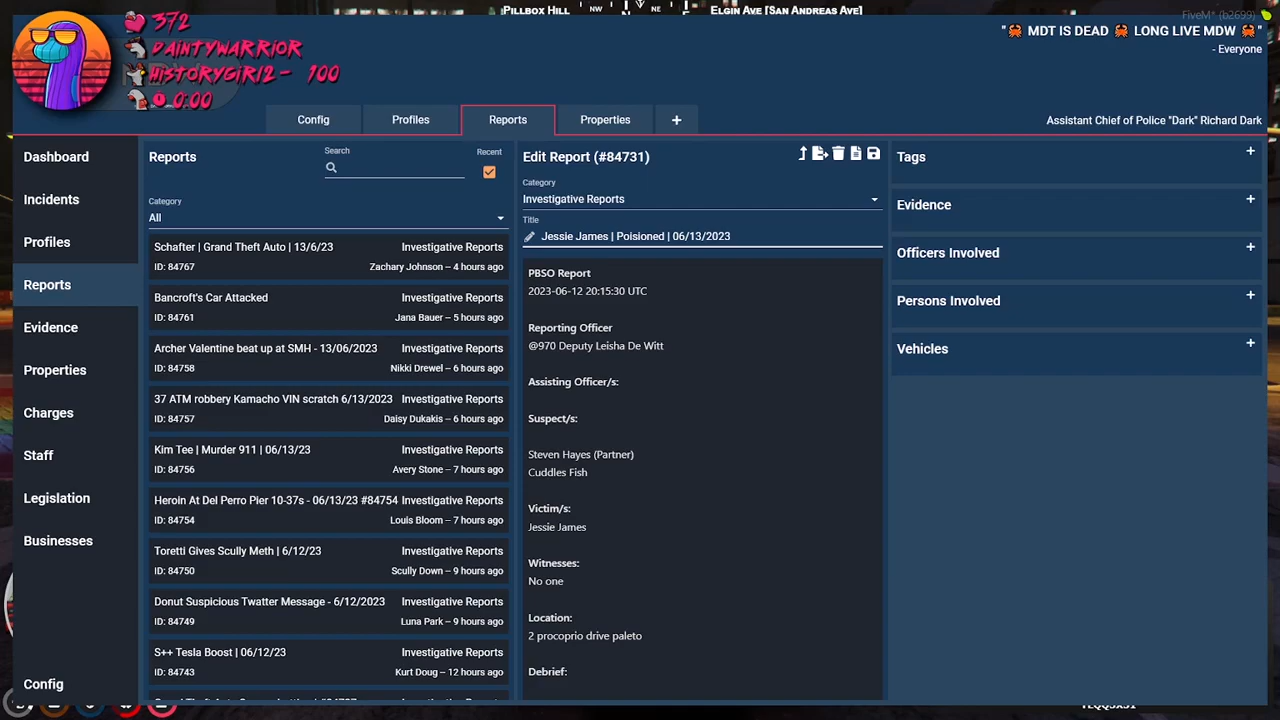 PILLBOX HILL
NW
NE
ELGIN AVE [SAN ANDREAS AVE]
FiveM* (b2699)
372
DAINTYWARRIOR
HISTORYGIRL2 - 100
0:00
" 🦀 MDT IS DEAD 🦀 LONG LIVE MDW 🦀 "
- Everyone
Config
Profiles
Reports
Properties
+
Assistant Chief of Police "Dark" Richard Dark
Dashboard
Incidents
Profiles
Reports
Evidence
Properties
Charges
Staff
Legislation
Businesses
Config
Reports
Search
Recent
Category
All
Schafter | Grand Theft Auto | 13/6/23 Investigative Reports
ID: 84767 Zachary Johnson – 4 hours ago
Bancroft's Car Attacked Investigative Reports
ID: 84761 Jana Bauer – 5 hours ago
Archer Valentine beat up at SMH - 13/06/2023 Investigative Reports
ID: 84758 Nikki Drewel – 6 hours ago
37 ATM robbery Kamacho VIN scratch 6/13/2023 Investigative Reports
ID: 84757 Daisy Dukakis – 6 hours ago
Kim Tee | Murder 911 | 06/13/23 Investigative Reports
ID: 84756 Avery Stone – 7 hours ago
Heroin At Del Perro Pier 10-37s - 06/13/23 #84754 Investigative Reports
ID: 84754 Louis Bloom – 7 hours ago
Toretti Gives Scully Meth | 6/12/23 Investigative Reports
ID: 84750 Scully Down – 9 hours ago
Donut Suspicious Twatter Message - 6/12/2023 Investigative Reports
ID: 84749 Luna Park – 9 hours ago
S++ Tesla Boost | 06/12/23 Investigative Reports
ID: 84743 Kurt Doug – 12 hours ago
Edit Report (#84731)
Category
Investigative Reports
Title
Jessie James | Poisioned | 06/13/2023
PBSO Report
2023-06-12 20:15:30 UTC
Reporting Officer
@970 Deputy Leisha De Witt
Assisting Officer/s:
Suspect/s:
Steven Hayes (Partner)
Cuddles Fish
Victim/s:
Jessie James
Witnesses:
No one
Location:
2 procoprio drive paleto
Debrief:
Tags +
Evidence +
Officers Involved +
Persons Involved +
Vehicles +